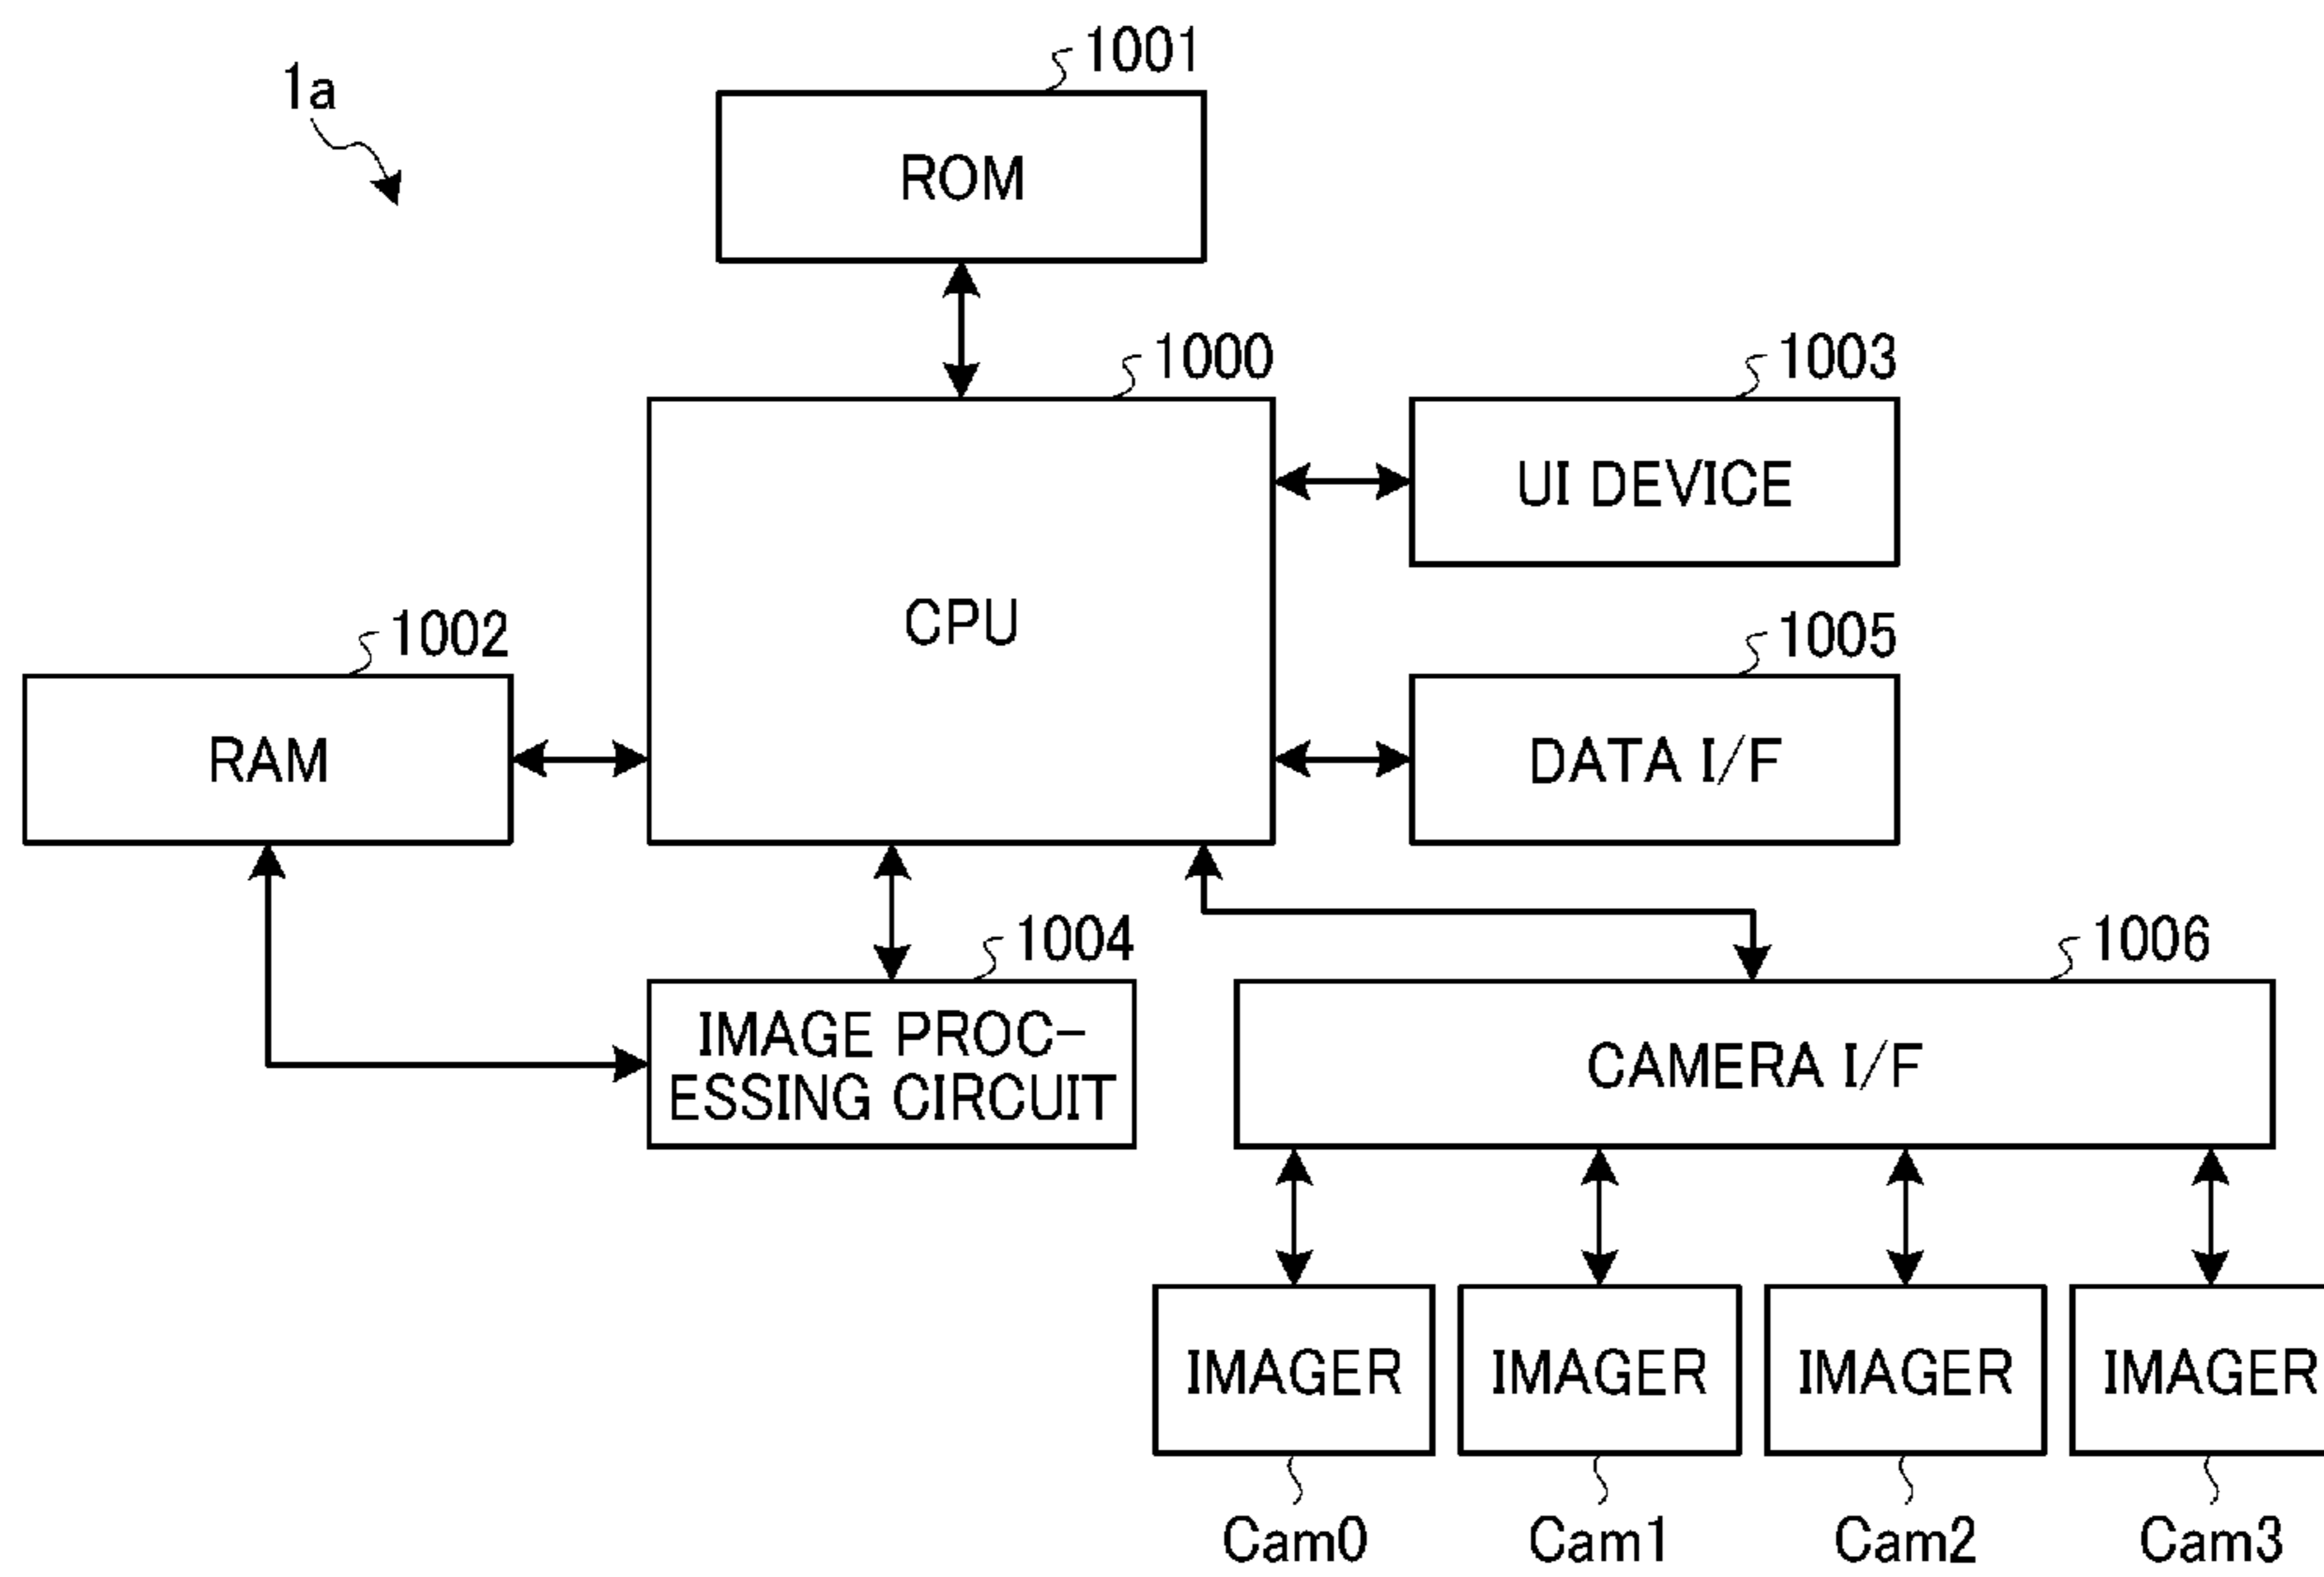 1a
1001
ROM
1000
1003
CPU
UI DEVICE
1002
1005
RAM
DATA I/F
1004
1006
IMAGE PROC-
ESSING CIRCUIT
CAMERA I/F
IMAGER IMAGER IMAGER IMAGER
Cam0 Cam1 Cam2 Cam3